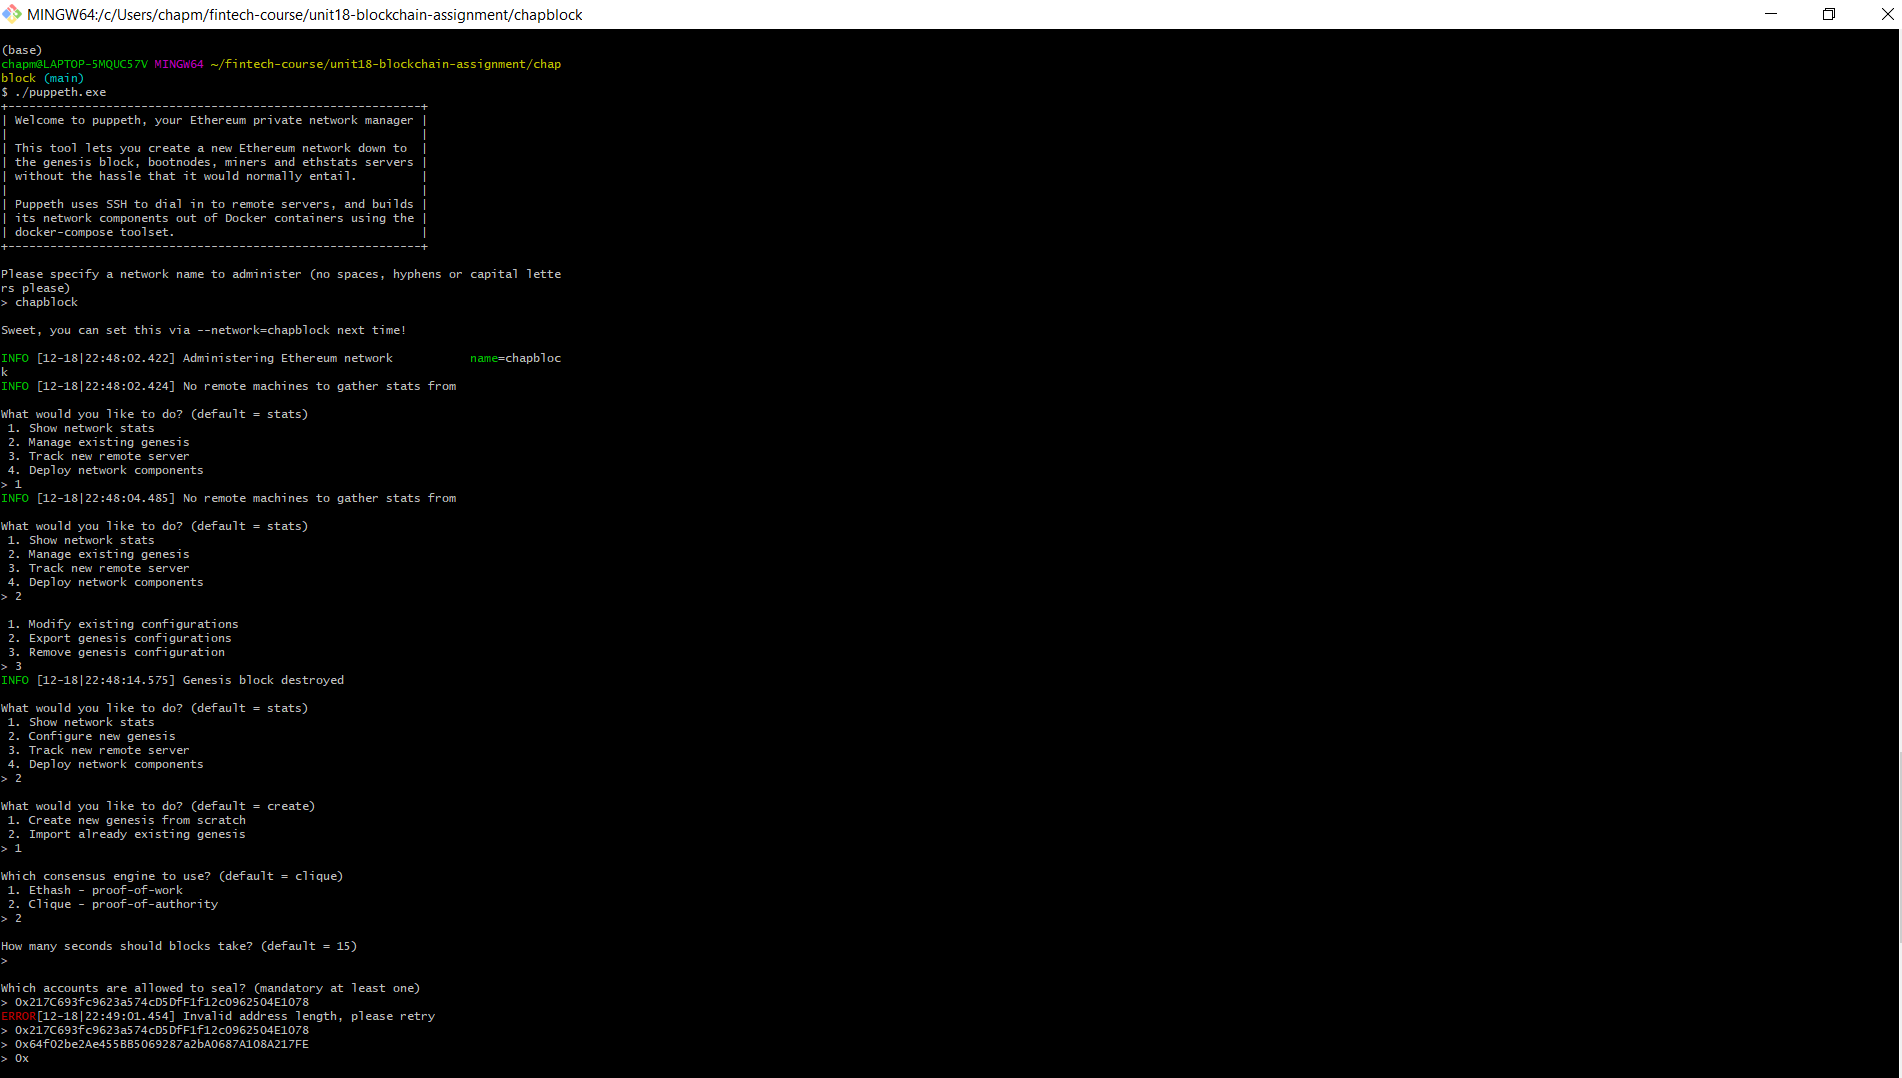 MINGW64:/c/Users/chapm/fintech-course/unit18-blockchain-assignment/chapblock
(base)
chapm@LAPTOP-5MQUC57V MINGW64 ~/fintech-course/unit18-blockchain-assignment/chap
block (main)
$ ./puppeth.exe
+-----------------------------------------------------------+
| Welcome to puppeth, your Ethereum private network manager |
|                                                           |
| This tool lets you create a new Ethereum network down to  |
| the genesis block, bootnodes, miners and ethstats servers |
| without the hassle that it would normally entail.         |
|                                                           |
| Puppeth uses SSH to dial in to remote servers, and builds |
| its network components out of Docker containers using the |
| docker-compose toolset.                                   |
+-----------------------------------------------------------+
Please specify a network name to administer (no spaces, hyphens or capital lette
rs please)
> chapblock
Sweet, you can set this via --network=chapblock next time!
INFO [12-18|22:48:02.422] Administering Ethereum network           name=chapbloc
k
INFO [12-18|22:48:02.424] No remote machines to gather stats from
What would you like to do? (default = stats)
 1. Show network stats
 2. Manage existing genesis
 3. Track new remote server
 4. Deploy network components
> 1
INFO [12-18|22:48:04.485] No remote machines to gather stats from
What would you like to do? (default = stats)
 1. Show network stats
 2. Manage existing genesis
 3. Track new remote server
 4. Deploy network components
> 2
 1. Modify existing configurations
 2. Export genesis configurations
 3. Remove genesis configuration
> 3
INFO [12-18|22:48:14.575] Genesis block destroyed
What would you like to do? (default = stats)
 1. Show network stats
 2. Configure new genesis
 3. Track new remote server
 4. Deploy network components
> 2
What would you like to do? (default = create)
 1. Create new genesis from scratch
 2. Import already existing genesis
> 1
Which consensus engine to use? (default = clique)
 1. Ethash - proof-of-work
 2. Clique - proof-of-authority
> 2
How many seconds should blocks take? (default = 15)
>
Which accounts are allowed to seal? (mandatory at least one)
> 0x217C693fc9623a574cD5DfF1f12c0962504E1078
ERROR[12-18|22:49:01.454] Invalid address length, please retry
> 0x217C693fc9623a574cD5DfF1f12c0962504E1078
> 0x64f02be2Ae455BB5069287a2bA0687A108A217FE
> 0x